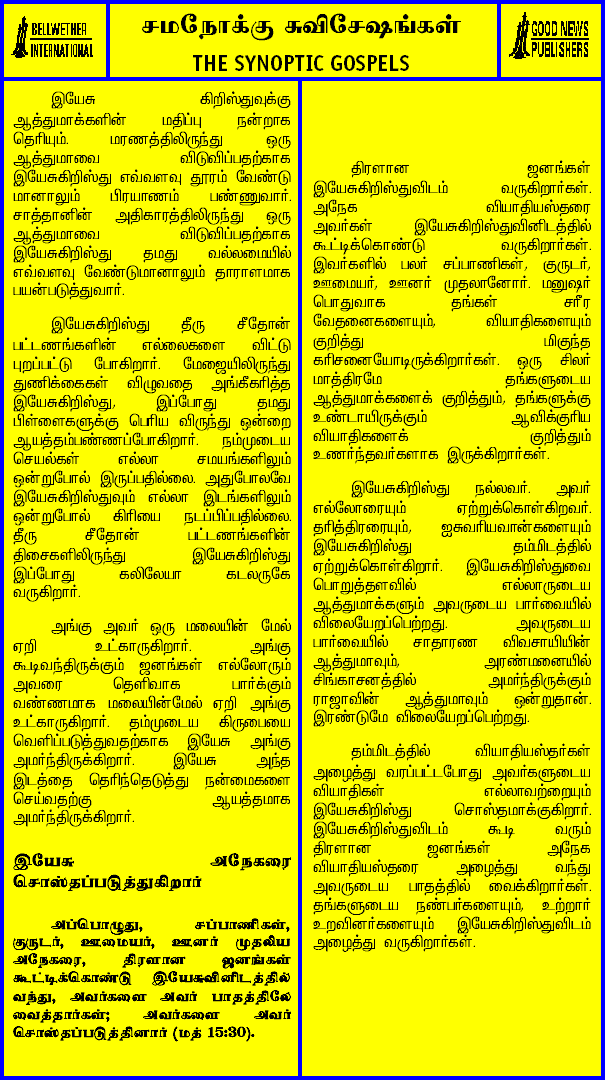 BELLWETHER
INTERNATIONAL
சமநோக்கு சுவிசேஷங்கள்
THE SYNOPTIC GOSPELS
GOOD NEWS
PUBLISHERS
இயேசு கிறிஸ்துவுக்கு
ஆத்துமாக்களின் மதிப்பு நன்றாக
தெரியும். மரணத்திலிருந்து ஒரு
ஆத்துமாவை விடுவிப்பதற்காக
இயேசுகிறிஸ்து எவ்வளவு தூரம் வேண்டு
மானாலும் பிரயாணம் பண்ணுவார்.
சாத்தானின் அதிகாரத்திலிருந்து ஒரு
ஆத்துமாவை விடுவிப்பதற்காக
இயேசுகிறிஸ்து தமது வல்லமையில்
எவ்வளவு வேண்டுமானாலும் தாராளமாக
பயன்படுத்துவார்.
இயேசுகிறிஸ்து தீரு சீதோன்
பட்டணங்களின் எல்லைகளை விட்டு
புறப்பட்டு போகிறார். மேஜையிலிருந்து
துணிக்கைகள் விழுவதை அங்கீகரித்த
இயேசுகிறிஸ்து, இப்போது தமது
பிள்ளைகளுக்கு பெரிய விருந்து ஒன்றை
ஆயத்தம்பண்ணப்போகிறார். நம்முடைய
செயல்கள் எல்லா சமயங்களிலும்
ஒன்றுபோல் இருப்பதில்லை. அதுபோலவே
இயேசுகிறிஸ்துவும் எல்லா இடங்களிலும்
ஒன்றுபோல் கிரியை நடப்பிப்பதில்லை.
தீரு சீதோன் பட்டணங்களின்
திசைகளிலிருந்து இயேசுகிறிஸ்து
இப்போது கலிலேயா கடலருகே
வருகிறார்.
அங்கு அவர் ஒரு மலையின் மேல்
ஏறி உட்காருகிறார். அங்கு
கூடிவந்திருக்கும் ஜனங்கள் எல்லோரும்
அவரை தெளிவாக பார்க்கும்
வண்ணமாக மலையின்மேல் ஏறி அங்கு
உட்காருகிறார். தம்முடைய கிருபையை
வெளிப்படுத்துவதற்காக இயேசு அங்கு
அமர்ந்திருக்கிறார். இயேசு அந்த
இடத்தை தெரிந்தெடுத்து நன்மைகளை
செய்வதற்கு ஆயத்தமாக
அமர்ந்திருக்கிறார்.
இயேசு அநேகரை
சொஸ்தப்படுத்துகிறார்
அப்பொழுது, சப்பாணிகள்,
குருடர், ஊமையர், ஊனர் முதலிய
அநேகரை, திரளான ஜனங்கள்
கூட்டிக்கொண்டு இயேசுவினிடத்தில்
வந்து, அவர்களை அவர் பாதத்திலே
வைத்தார்கள்; அவர்களை அவர்
சொஸ்தப்படுத்தினார் (மத் 15:30).
திரளான ஜனங்கள்
இயேசுகிறிஸ்துவிடம் வருகிறார்கள்.
அநேக வியாதியஸ்தரை
அவர்கள் இயேசுகிறிஸ்துவினிடத்தில்
கூட்டிக்கொண்டு வருகிறார்கள்.
இவர்களில் பலர் சப்பாணிகள், குருடர்,
ஊமையர், ஊனர் முதலானோர். மனுஷர்
பொதுவாக தங்கள் சரீர
வேதனைகளையும், வியாதிகளையும்
குறித்து மிகுந்த
கரிசனையோடிருக்கிறார்கள். ஒரு சிலர்
மாத்திரமே தங்களுடைய
ஆத்துமாக்களைக் குறித்தும், தங்களுக்கு
உண்டாயிருக்கும் ஆவிக்குரிய
வியாதிகளைக் குறித்தும்
உணர்ந்தவர்களாக இருக்கிறார்கள்.
இயேசுகிறிஸ்து நல்லவர். அவர்
எல்லோரையும் ஏற்றுக்கொள்கிறவர்.
தரித்திரரையும், ஐசுவரியவான்களையும்
இயேசுகிறிஸ்து தம்மிடத்தில்
ஏற்றுக்கொள்கிறார். இயேசுகிறிஸ்துவை
பொறுத்தளவில் எல்லாருடைய
ஆத்துமாக்களும் அவருடைய பார்வையில்
விலையேறப்பெற்றது. அவருடைய
பார்வையில் சாதாரண விவசாயியின்
ஆத்துமாவும், அரண்மனையில்
சிங்காசனத்தில் அமர்ந்திருக்கும்
ராஜாவின் ஆத்துமாவும் ஒன்றுதான்.
இரண்டுமே விலையேறப்பெற்றது.
தம்மிடத்தில் வியாதியஸ்தர்கள்
அழைத்து வரப்பட்டபோது அவர்களுடைய
வியாதிகள் எல்லாவற்றையும்
இயேசுகிறிஸ்து சொஸ்தமாக்குகிறார்.
இயேசுகிறிஸ்துவிடம் கூடி வரும்
திரளான ஜனங்கள் அநேக
வியாதியஸ்தரை அழைத்து வந்து
அவருடைய பாதத்தில் வைக்கிறார்கள்.
தங்களுடைய நண்பர்களையும், உற்றார்
உறவினர்களையும் இயேசுகிறிஸ்துவிடம்
அழைத்து வருகிறார்கள்.